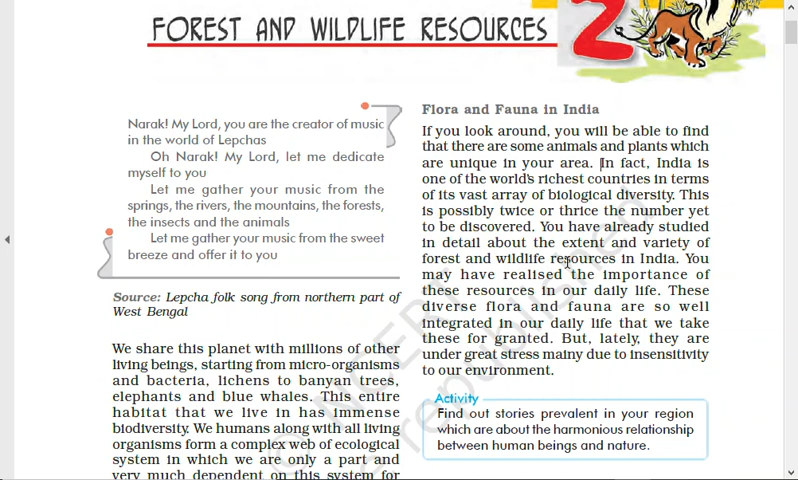 FOREST AND WILDLIFE RESOURCES
2
Narak! My Lord, you are the creator of music
in the world of Lepchas
Oh Narak! My Lord, let me dedicate
myself to you
Let me gather your music from the
springs, the rivers, the mountains, the forests,
the insects and the animals
Let me gather your music from the sweet
breeze and offer it to you
Source: Lepcha folk song from northern part of
West Bengal
We share this planet with millions of other
living beings, starting from micro-organisms
and bacteria, lichens to banyan trees,
elephants and blue whales. This entire
habitat that we live in has immense
biodiversity. We humans along with all living
organisms form a complex web of ecological
system in which we are only a part and
very much dependent on this system for
Flora and Fauna in India
If you look around, you will be able to find
that there are some animals and plants which
are unique in your area. In fact, India is
one of the world's richest countries in terms
of its vast array of biological diversity. This
is possibly twice or thrice the number yet
to be discovered. You have already studied
in detail about the extent and variety of
forest and wildlife resources in India. You
may have realised the importance of
these resources in our daily life. These
diverse flora and fauna are so well
integrated in our daily life that we take
these for granted. But, lately, they are
under great stress mainy due to insensitivity
to our environment.
Activity
Find out stories prevalent in your region
which are about the harmonious relationship
between human beings and nature.
© NCERT
republished